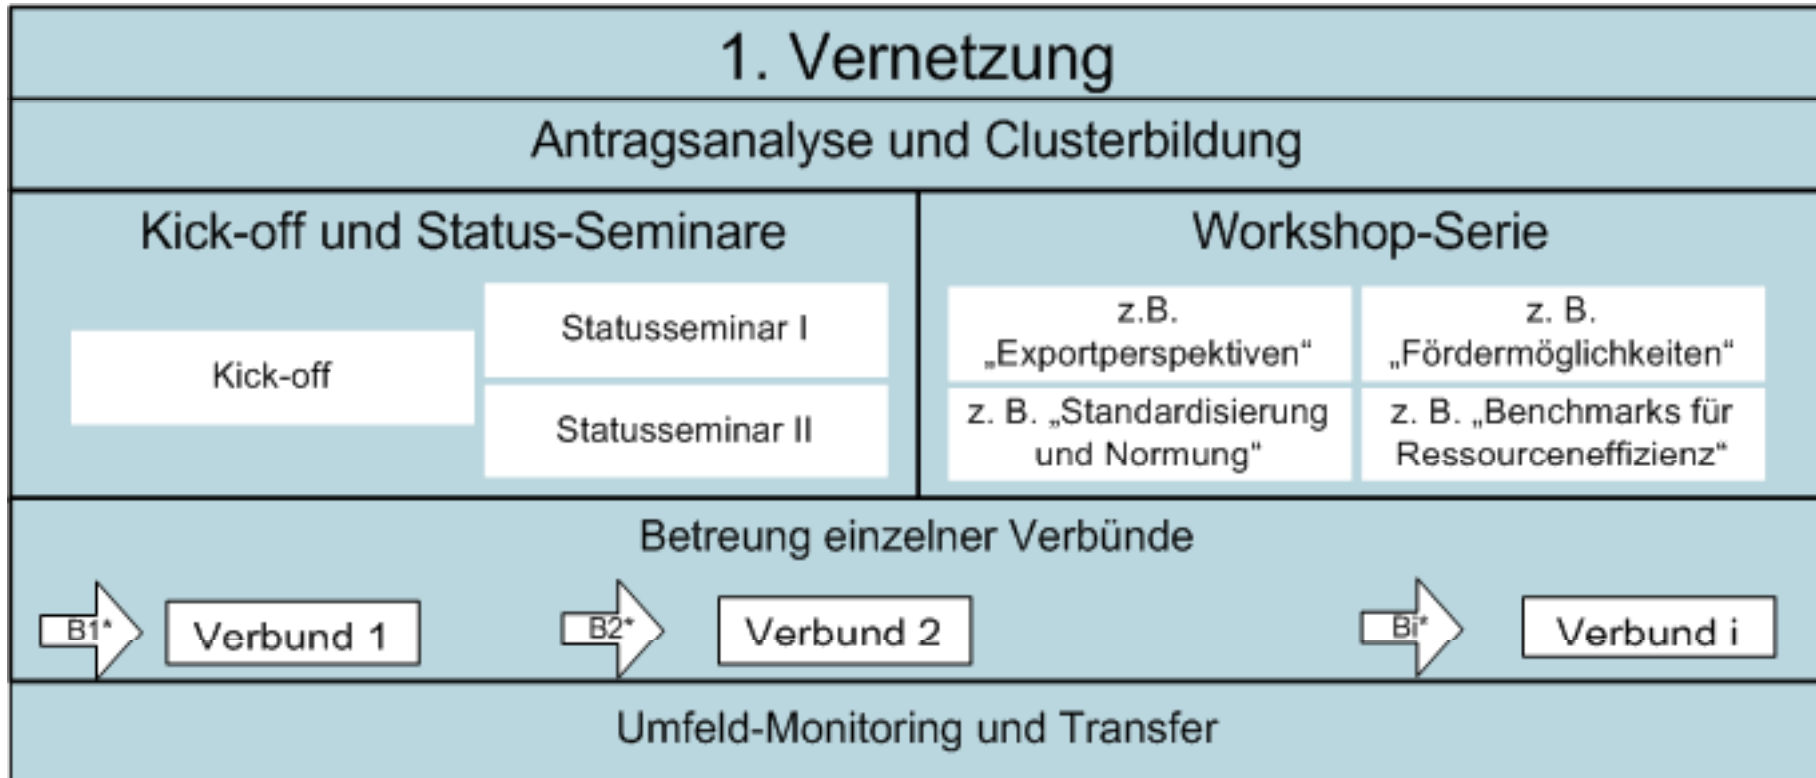 1. Vernetzung
Antragsanalyse und Clusterbildung
Kick-off und Status-Seminare
Kick-off
Statusseminar I
Statusseminar II
Workshop-Serie
z.B.
„Exportperspektiven“
z. B.
„Fördermöglichkeiten“
z. B. „Standardisierung
und Normung“
z. B. „Benchmarks für
Ressourceneffizienz“
Betreung einzelner Verbünde
B1*
Verbund 1
B2*
Verbund 2
Bi*
Verbund i
Umfeld-Monitoring und Transfer